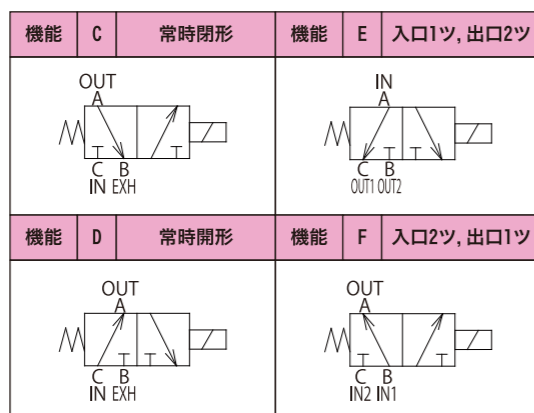 機能 C 常時閉形
機能 E 入口1ツ, 出口2ツ
OUT
A
C B
IN EXH
IN
A
C B
OUT1 OUT2
機能 D 常時開形
機能 F 入口2ツ, 出口1ツ
OUT
A
C B
IN EXH
OUT
A
C B
IN2 IN1